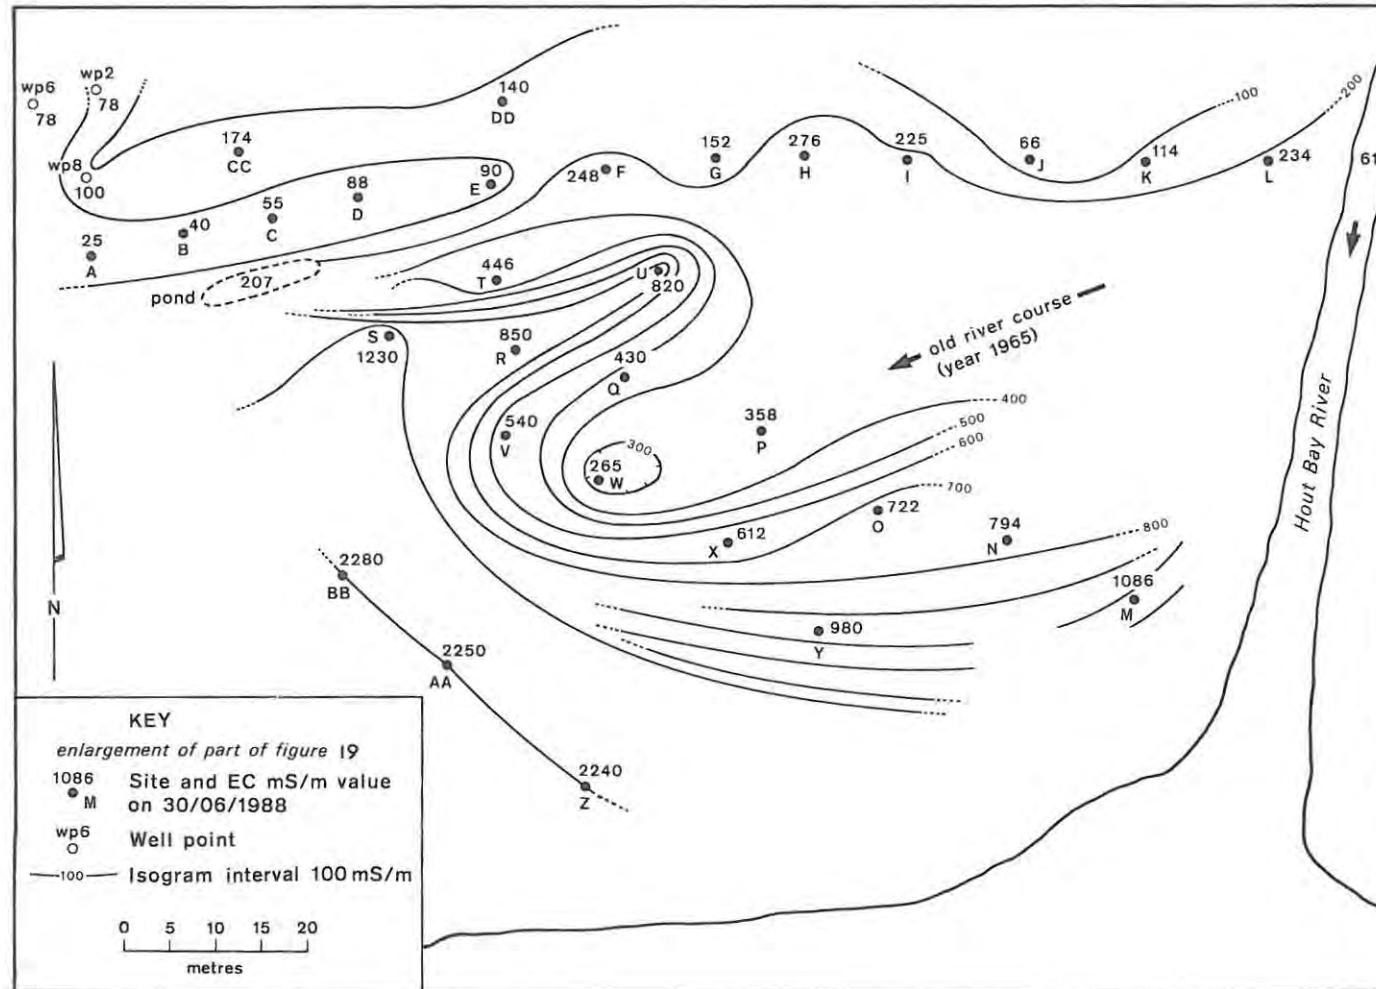 wp6
78
wp2
78
wp8
100
174
CC
140
DD
25
A
40
B
55
C
88
D
90
E
pond
207
248
F
152
G
276
H
225
I
66
J
114
K
234
L
100
200
61
446
T
U
820
S
1230
850
R
430
Q
540
V
265
W
300
358
P
old river course
(year 1965)
400
500
600
700
722
O
612
X
794
N
800
1086
M
980
Y
2280
BB
2250
AA
2240
Z
Hout Bay River
N
KEY
enlargement of part of figure 19
1086
M
Site and EC mS/m value
on 30/06/1988
wp6
Well point
100
Isogram interval 100 mS/m
0 5 10 15 20
metres